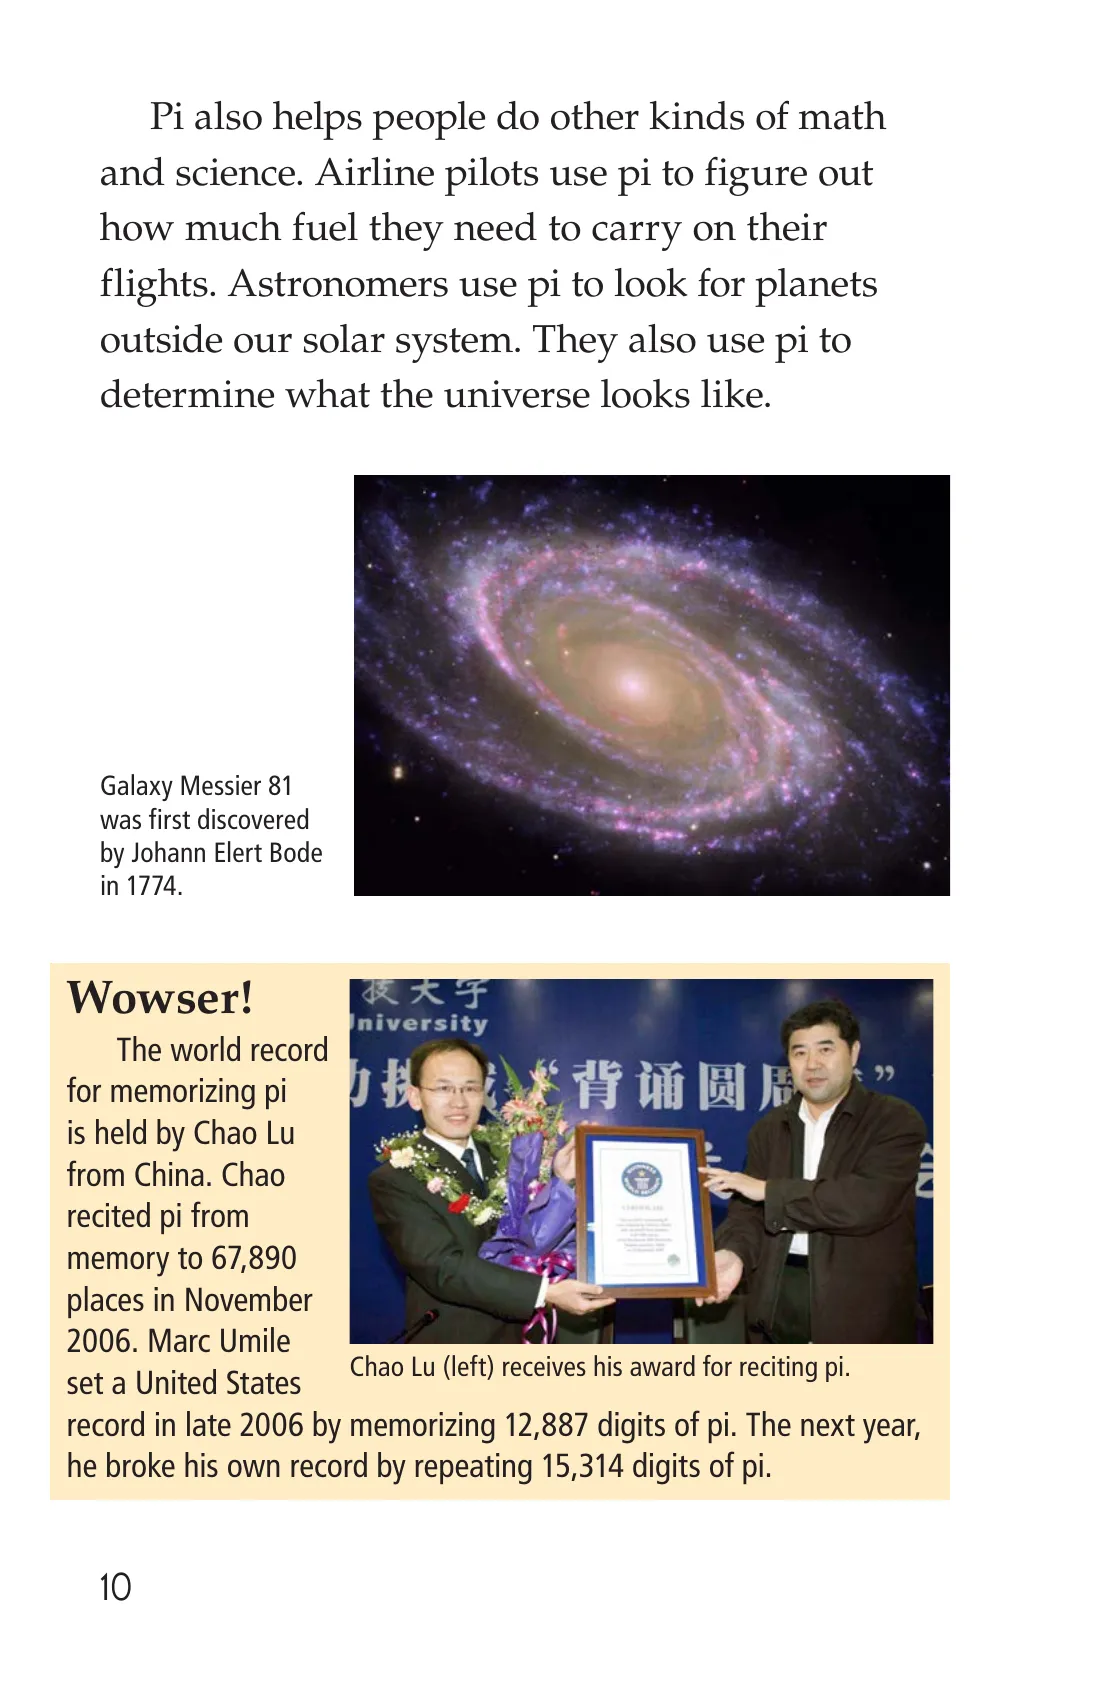 Pi also helps people do other kinds of math
and science. Airline pilots use pi to figure out
how much fuel they need to carry on their
flights. Astronomers use pi to look for planets
outside our solar system. They also use pi to
determine what the universe looks like.
Galaxy Messier 81
was first discovered
by Johann Elert Bode
in 1774.
Wowser!
The world record
for memorizing pi
is held by Chao Lu
from China. Chao
recited pi from
memory to 67,890
places in November
2006. Marc Umile
set a United States
record in late 2006 by memorizing 12,887 digits of pi. The next year,
he broke his own record by repeating 15,314 digits of pi.
技大学
University
“背诵圆周
”
会
GUINNESS
WORLD RECORDS
CERTIFICATE
Chao Lu (left) receives his award for reciting pi.
10